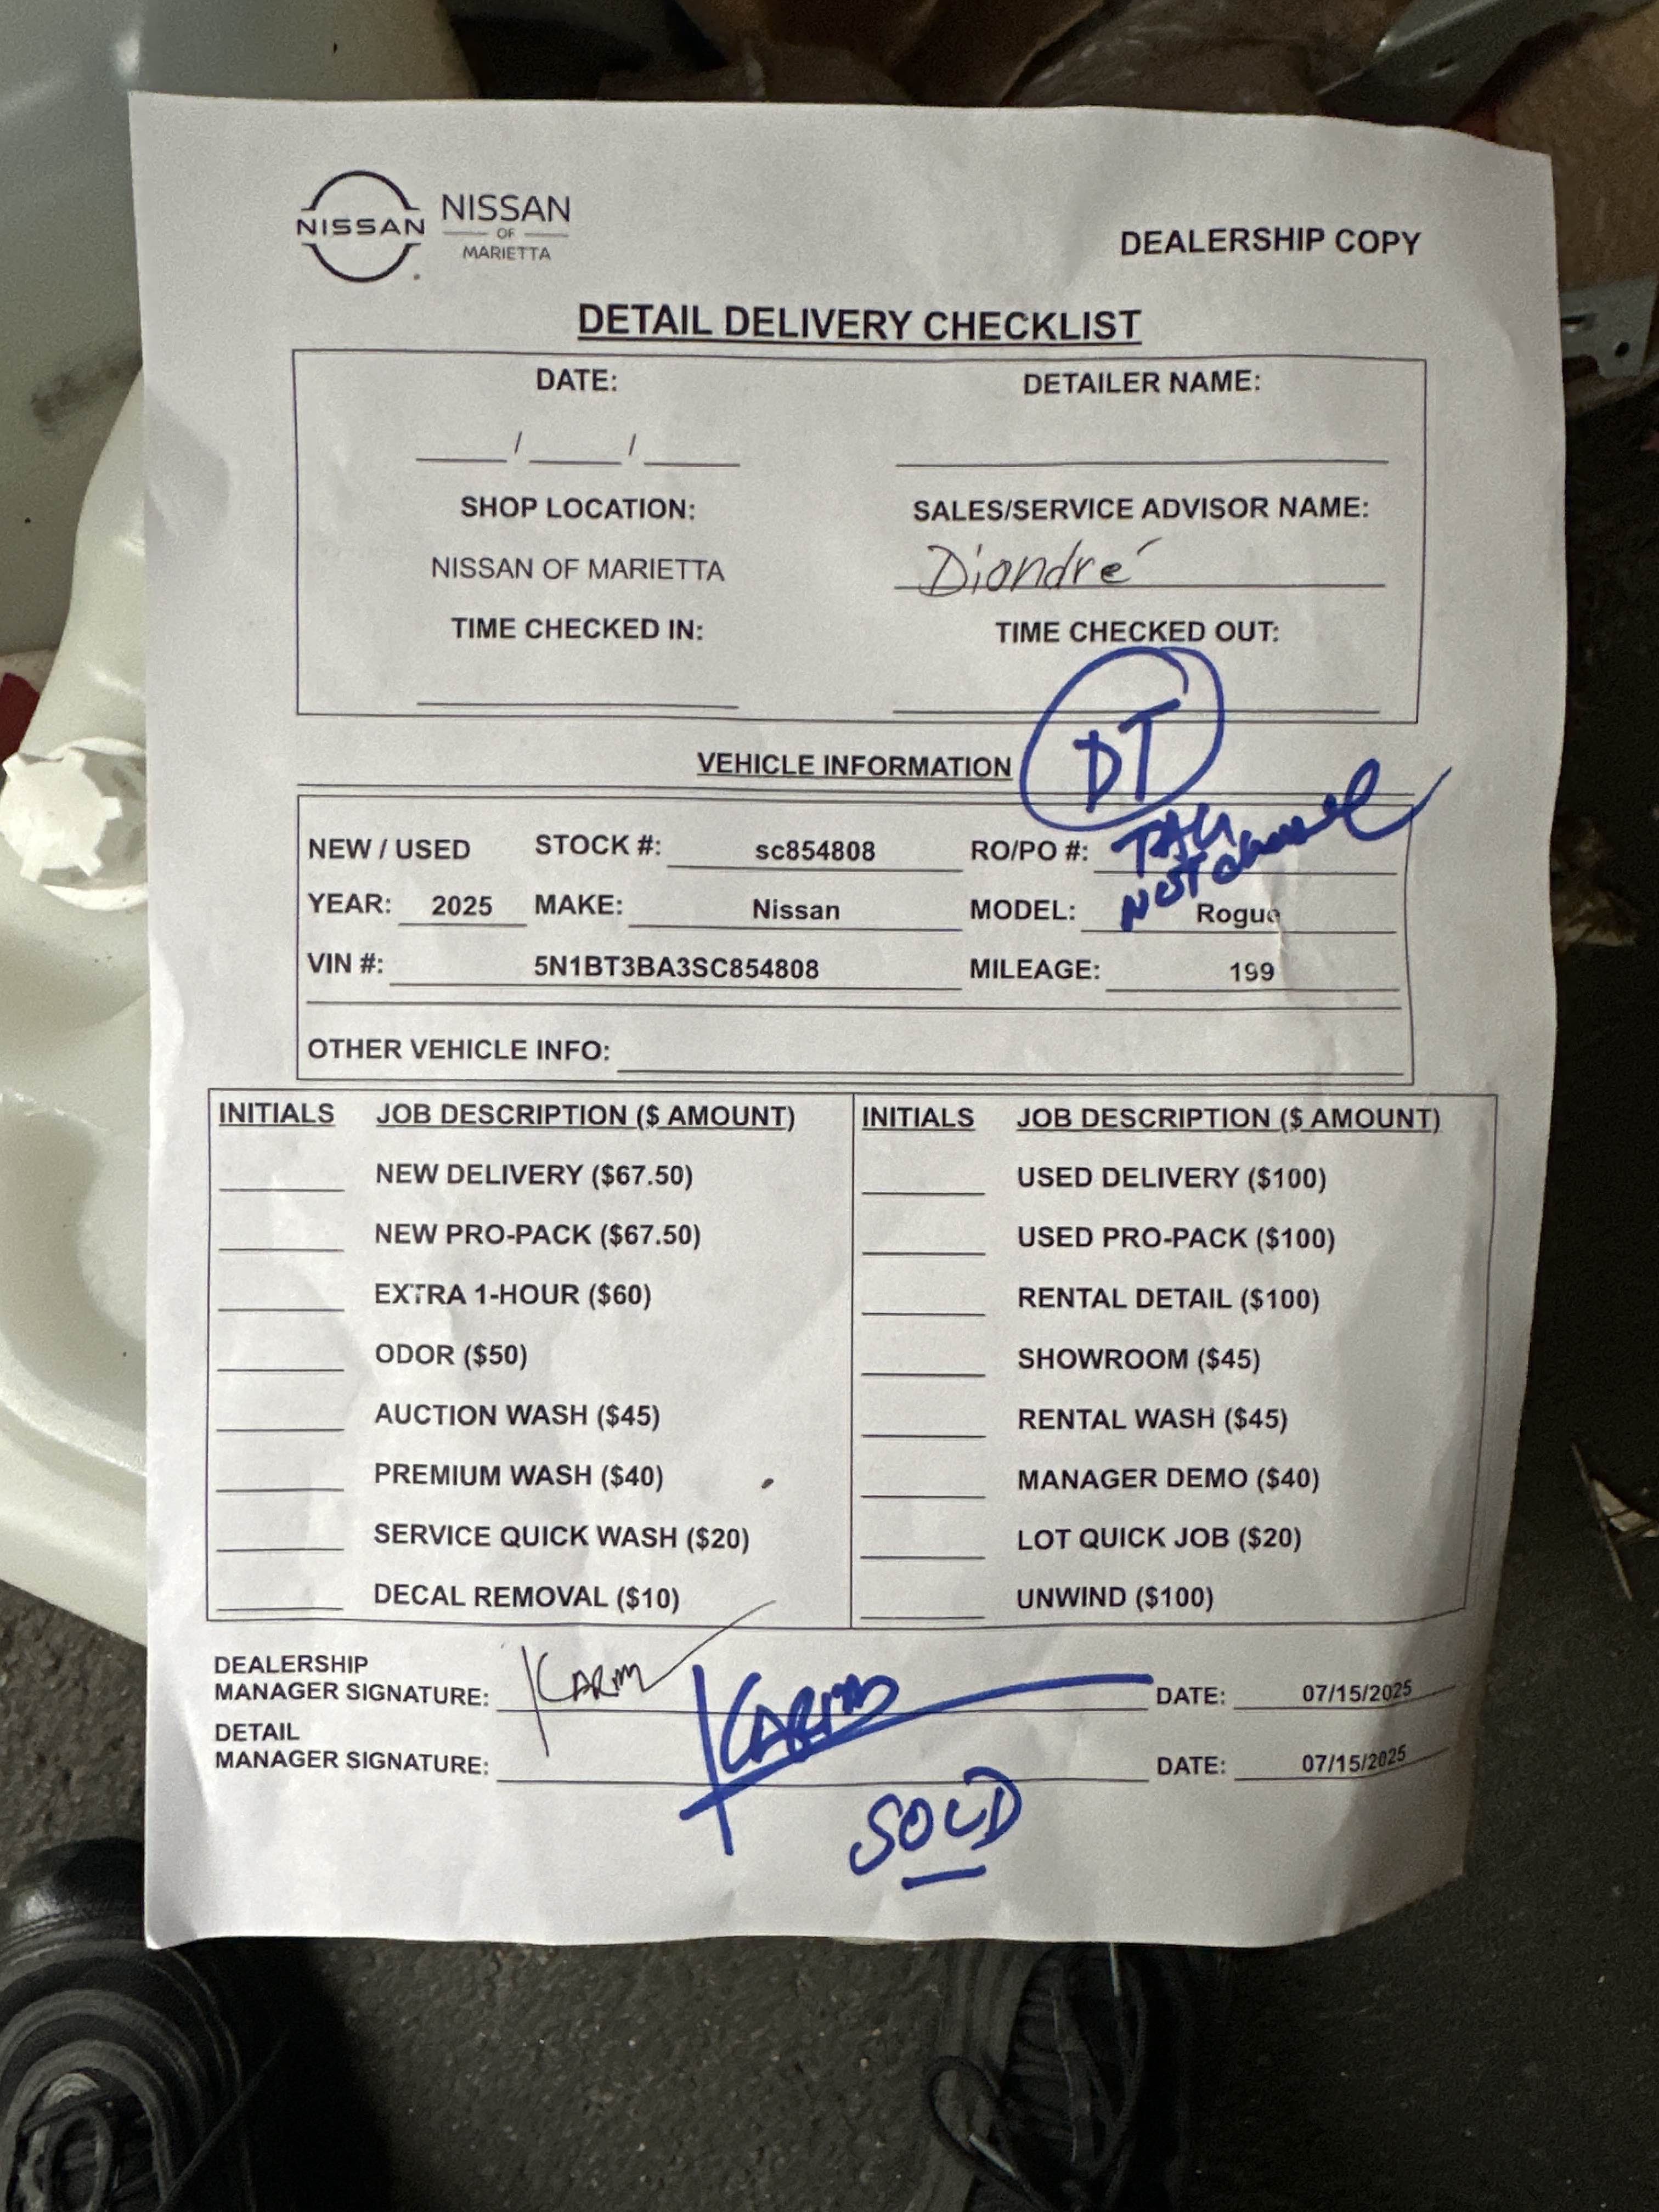 NISSAN
NISSAN
OF
MARIETTA
DEALERSHIP COPY
DETAIL DELIVERY CHECKLIST
DATE: DETAILER NAME:
/ /
SHOP LOCATION: SALES/SERVICE ADVISOR NAME:
NISSAN OF MARIETTA Diondré
TIME CHECKED IN: TIME CHECKED OUT:
DT
VEHICLE INFORMATION
TAG
NOT
NEW / USED STOCK #: sc854808 RO/PO #:
YEAR: 2025 MAKE: Nissan MODEL: Rogue
VIN #: 5N1BT3BA3SC854808 MILEAGE: 199
OTHER VEHICLE INFO:
INITIALS JOB DESCRIPTION ($ AMOUNT) INITIALS JOB DESCRIPTION ($ AMOUNT)
NEW DELIVERY ($67.50) USED DELIVERY ($100)
NEW PRO-PACK ($67.50) USED PRO-PACK ($100)
EXTRA 1-HOUR ($60) RENTAL DETAIL ($100)
ODOR ($50) SHOWROOM ($45)
AUCTION WASH ($45) RENTAL WASH ($45)
PREMIUM WASH ($40) MANAGER DEMO ($40)
SERVICE QUICK WASH ($20) LOT QUICK JOB ($20)
DECAL REMOVAL ($10) UNWIND ($100)
DEALERSHIP
MANAGER SIGNATURE: KARM DATE: 07/15/2025
DETAIL
MANAGER SIGNATURE: DATE: 07/15/2025
SOLD